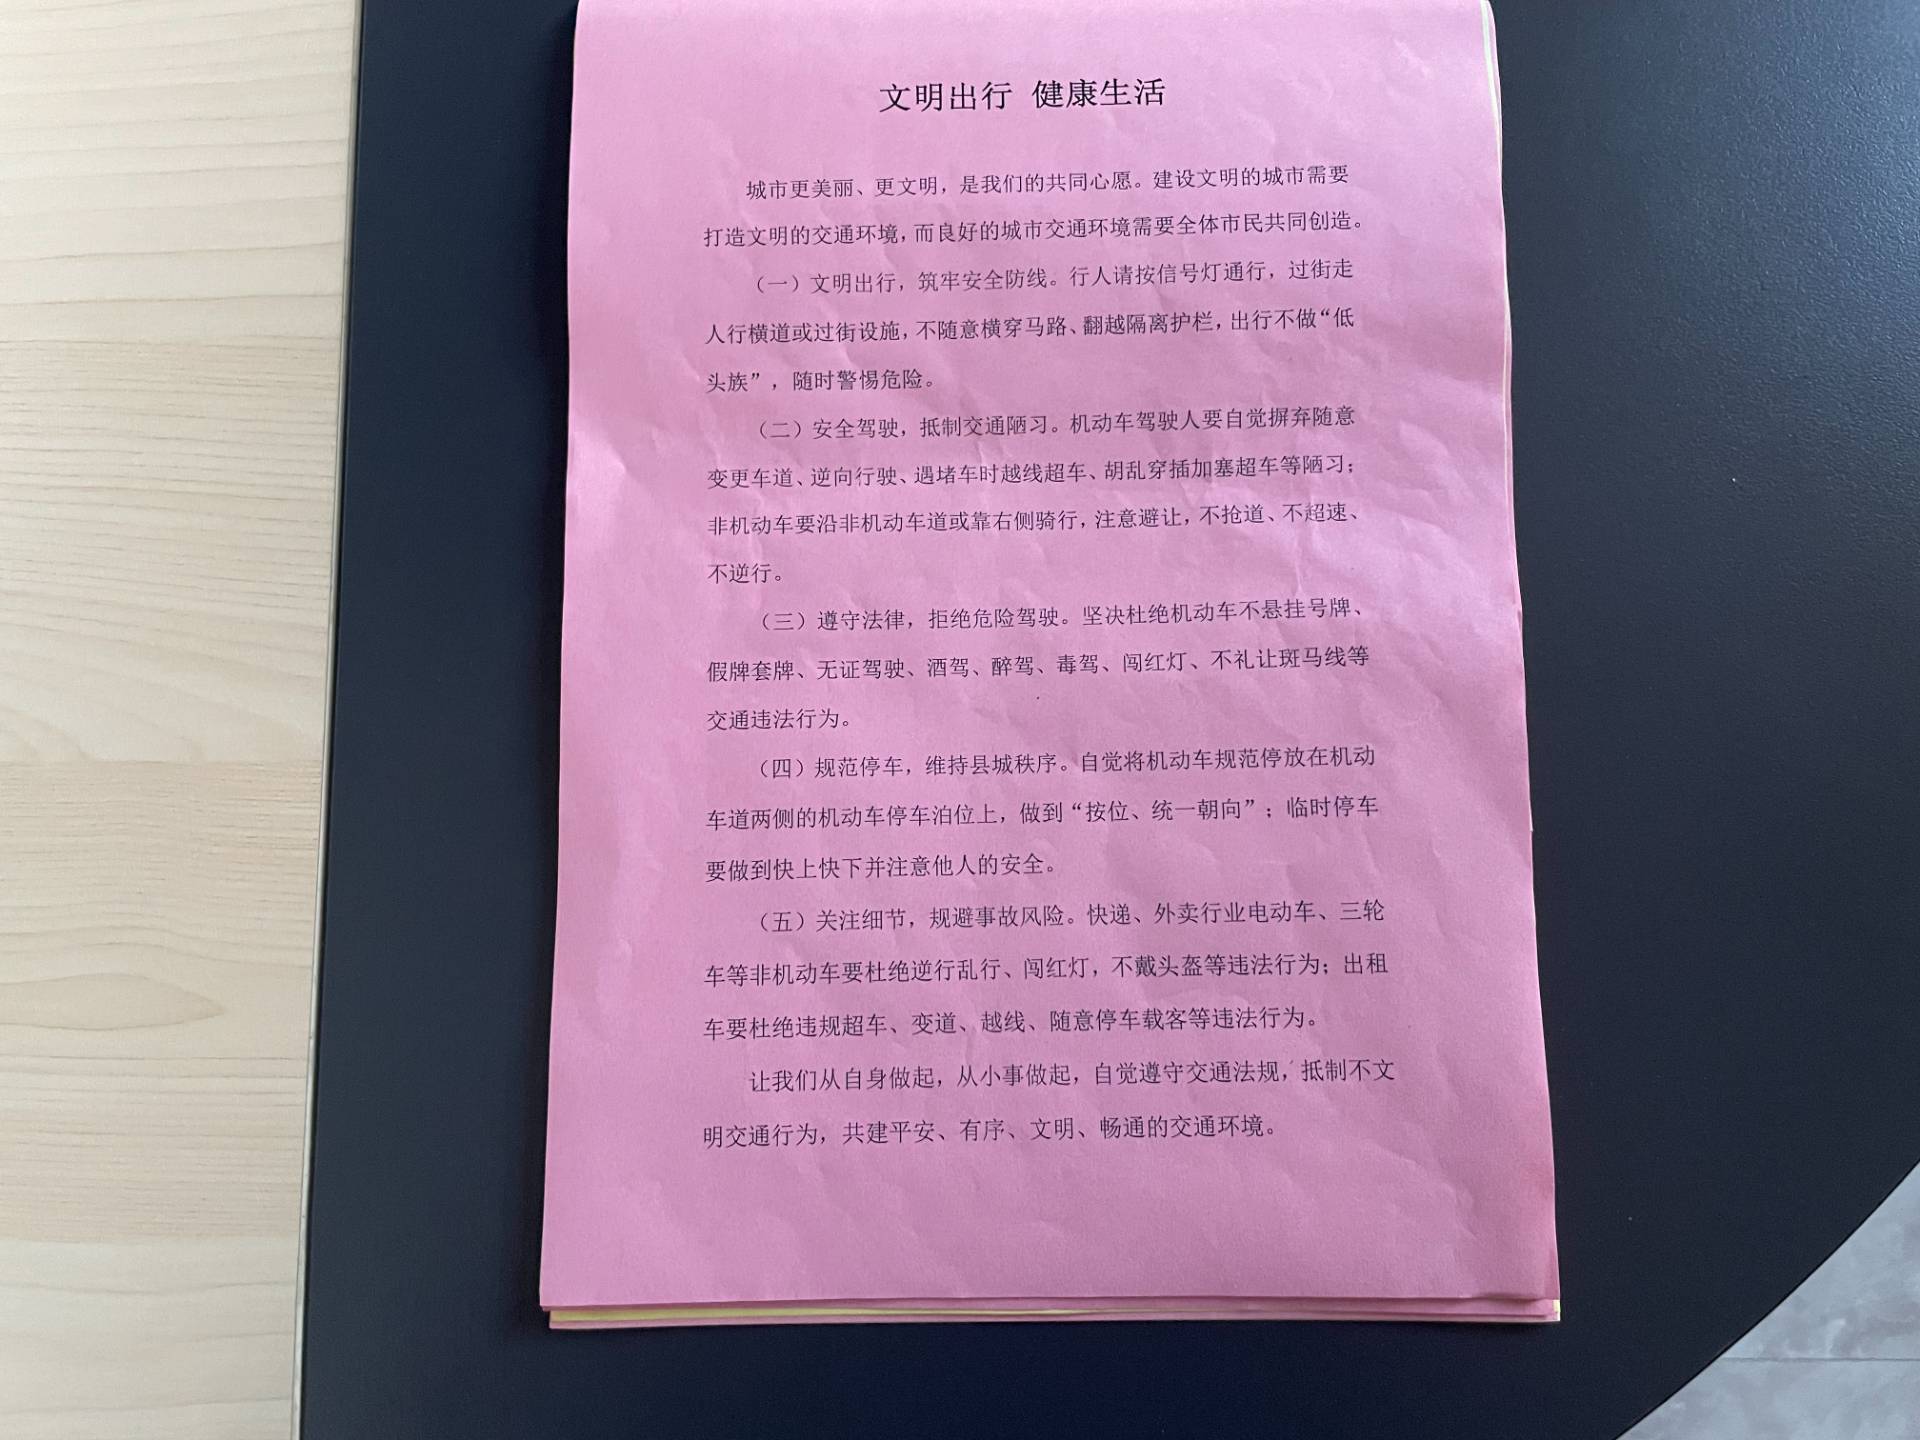 文明出行 健康生活
城市更美丽、更文明，是我们的共同心愿。建设文明的城市需要
打造文明的交通环境，而良好的城市交通环境需要全体市民共同创造。
（一）文明出行，筑牢安全防线。行人请按信号灯通行，过街走
人行横道或过街设施，不随意横穿马路、翻越隔离护栏，出行不做“低
头族”，随时警惕危险。
（二）安全驾驶，抵制交通陋习。机动车驾驶人要自觉摒弃随意
变更车道、逆向行驶、遇堵车时越线超车、胡乱穿插加塞超车等陋习；
非机动车要沿非机动车道或靠右侧骑行，注意避让，不抢道、不超速、
不逆行。
（三）遵守法律，拒绝危险驾驶。坚决杜绝机动车不悬挂号牌、
假牌套牌、无证驾驶、酒驾、醉驾、毒驾、闯红灯、不礼让斑马线等
交通违法行为。
（四）规范停车，维持县城秩序。自觉将机动车规范停放在机动
车道两侧的机动车停车泊位上，做到“按位、统一朝向”；临时停车
要做到快上快下并注意他人的安全。
（五）关注细节，规避事故风险。快递、外卖行业电动车、三轮
车等非机动车要杜绝逆行乱行、闯红灯，不戴头盔等违法行为；出租
车要杜绝违规超车、变道、越线、随意停车载客等违法行为。
让我们从自身做起，从小事做起，自觉遵守交通法规，抵制不文
明交通行为，共建平安、有序、文明、畅通的交通环境。